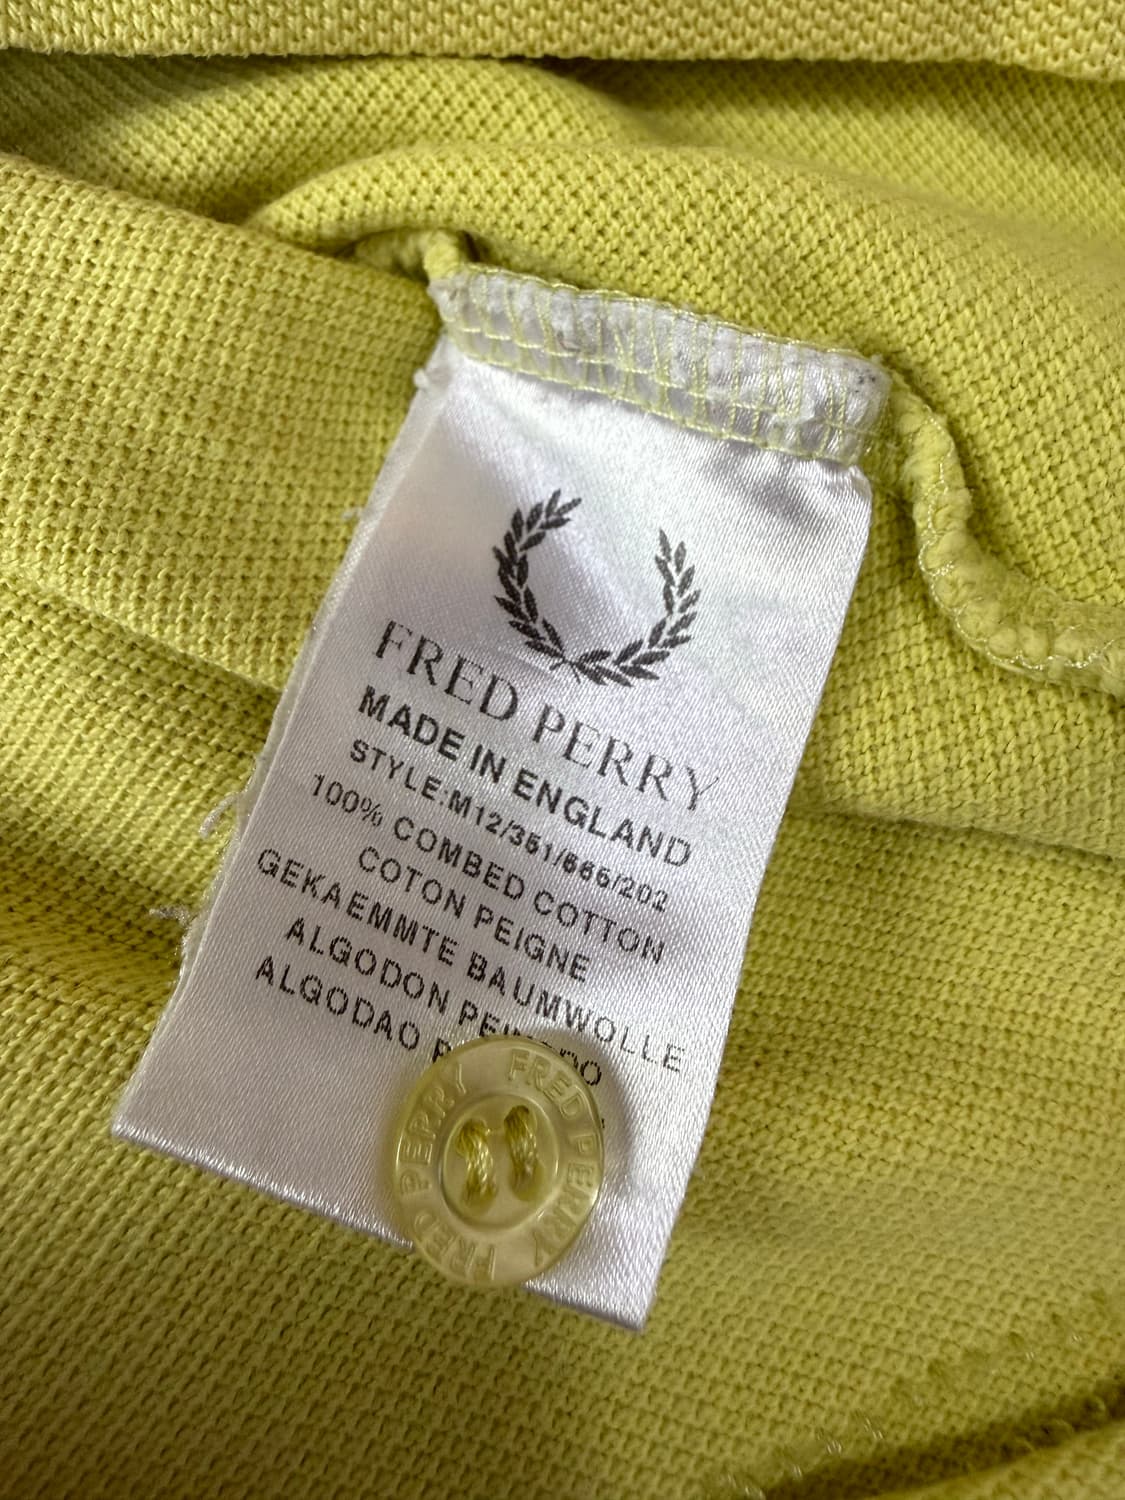 FRED PERRY
MADE IN ENGLAND
STYLE:M12/351/666/202
100% COMBED COTTON
COTON PEIGNE
GEKAEMMTE BAUMWOLLE
ALGODON
ALGODAO
FRED PERRY FRED PERRY